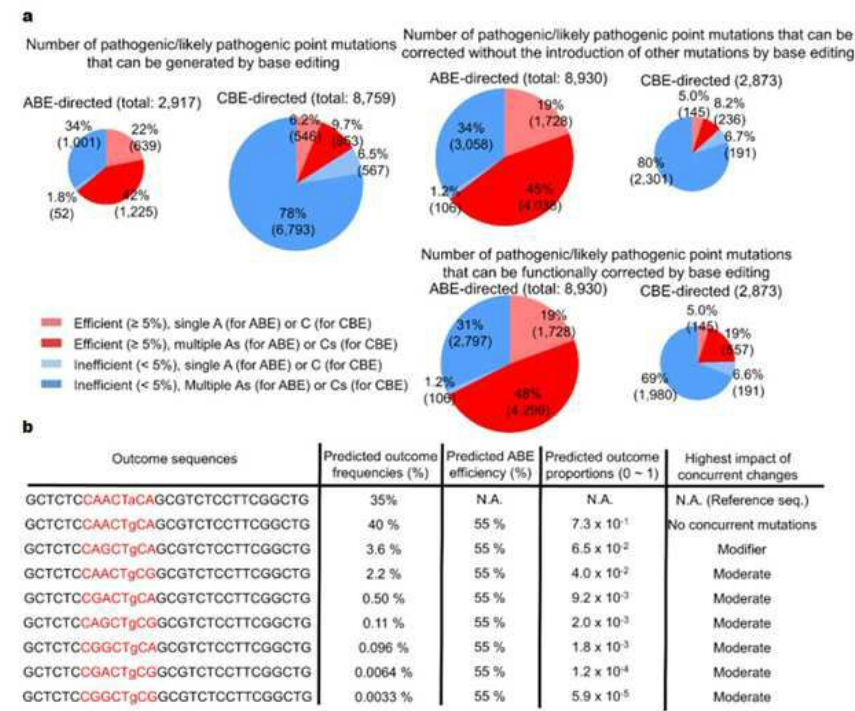 a
Number of pathogenic/likely pathogenic point mutations
that can be generated by base editing
ABE-directed (total: 2,917)
34%
(1,001)
22%
(639)
1.8%
(52)
42%
(1,225)
CBE-directed (total: 8,759)
6.2%
(546)
9.7%
(853)
6.5%
(567)
78%
(6,793)
Number of pathogenic/likely pathogenic point mutations that can be
corrected without the introduction of other mutations by base editing
ABE-directed (total: 8,930)
19%
(1,728)
34%
(3,058)
1.2%
(106)
45%
(4,038)
CBE-directed (2,873)
5.0%
(145)
8.2%
(236)
6.7%
(191)
80%
(2,301)
Number of pathogenic/likely pathogenic point mutations
that can be functionally corrected by base editing
ABE-directed (total: 8,930)
31%
(2,797)
19%
(1,728)
1.2%
(106)
48%
(4,299)
CBE-directed (2,873)
5.0%
(145)
19%
(557)
6.6%
(191)
69%
(1,980)
Efficient (≥ 5%), single A (for ABE) or C (for CBE)
Efficient (≥ 5%), multiple As (for ABE) or Cs (for CBE)
Inefficient (< 5%), single A (for ABE) or C (for CBE)
Inefficient (< 5%), Multiple As (for ABE) or Cs (for CBE)
b
Outcome sequences Predicted outcome frequencies (%) Predicted ABE efficiency (%) Predicted outcome proportions (0 ~ 1) Highest impact of concurrent changes
GCTCTCCAACTaCAGCGTCTCCTTCGGCTG 35% N.A. N.A. N.A. (Reference seq.)
GCTCTCCAACTgCAGCGTCTCCTTCGGCTG 40 % 55 % 7.3 x 10⁻¹ No concurrent mutations
GCTCTCCAGCTgCAGCGTCTCCTTCGGCTG 3.6 % 55 % 6.5 x 10⁻² Modifier
GCTCTCCAACTgCGGCGTCTCCTTCGGCTG 2.2 % 55 % 4.0 x 10⁻² Moderate
GCTCTCCGACTgCAGCGTCTCCTTCGGCTG 0.50 % 55 % 9.2 x 10⁻³ Moderate
GCTCTCCAGCTgCGGCGTCTCCTTCGGCTG 0.11 % 55 % 2.0 x 10⁻³ Moderate
GCTCTCCGGCTgCAGCGTCTCCTTCGGCTG 0.096 % 55 % 1.8 x 10⁻³ Moderate
GCTCTCCGACTgCGGCGTCTCCTTCGGCTG 0.0064 % 55 % 1.2 x 10⁻⁴ Moderate
GCTCTCCGGCTgCGGCGTCTCCTTCGGCTG 0.0033 % 55 % 5.9 x 10⁻⁵ Moderate